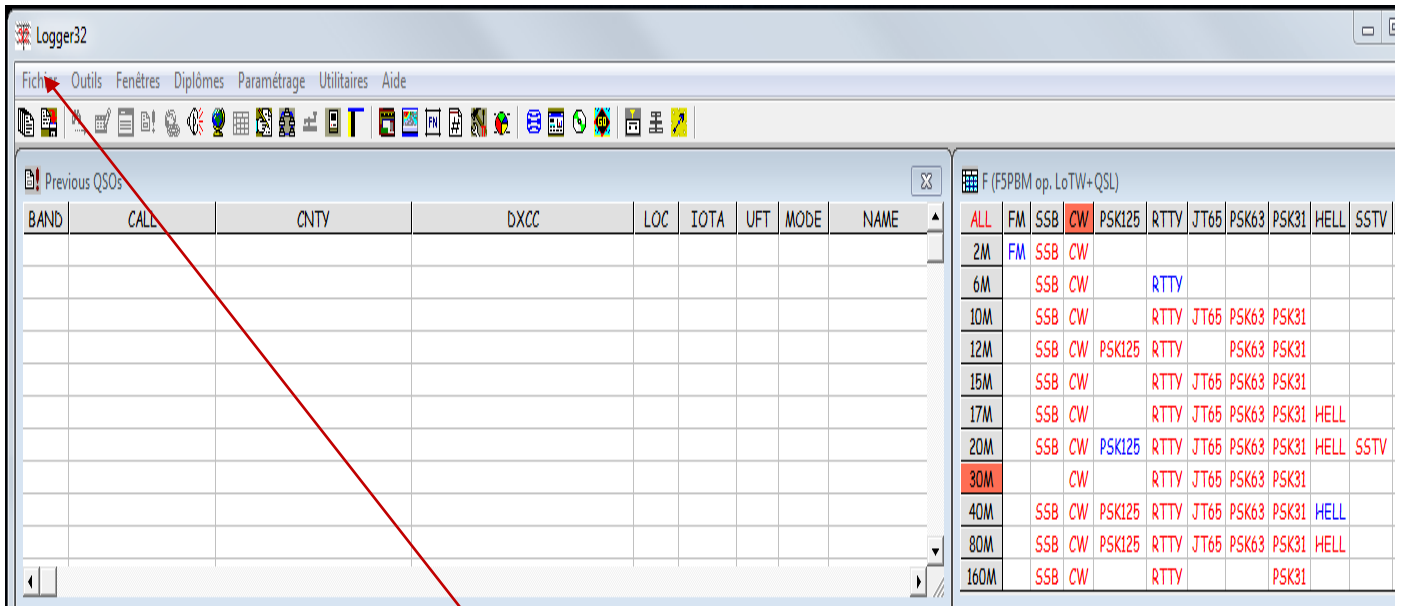 Logger32
Fichier Outils Fenêtres Diplômes Paramétrage Utilitaires Aide
Previous QSOs
BAND CALL CNTY DXCC LOC IOTA UFT MODE NAME
F (F5PBM op. LoTW+QSL)
ALL FM SSB CW PSK125 RTTY JT65 PSK63 PSK31 HELL SSTV
2M FM SSB CW
6M SSB CW RTTY
10M SSB CW RTTY JT65 PSK63 PSK31
12M SSB CW PSK125 RTTY PSK63 PSK31
15M SSB CW RTTY JT65 PSK63 PSK31
17M SSB CW RTTY JT65 PSK63 PSK31 HELL
20M SSB CW PSK125 RTTY JT65 PSK63 PSK31 HELL SSTV
30M CW RTTY JT65 PSK63 PSK31
40M SSB CW PSK125 RTTY JT65 PSK63 PSK31 HELL
80M SSB CW PSK125 RTTY JT65 PSK63 PSK31 HELL
160M SSB CW RTTY PSK31